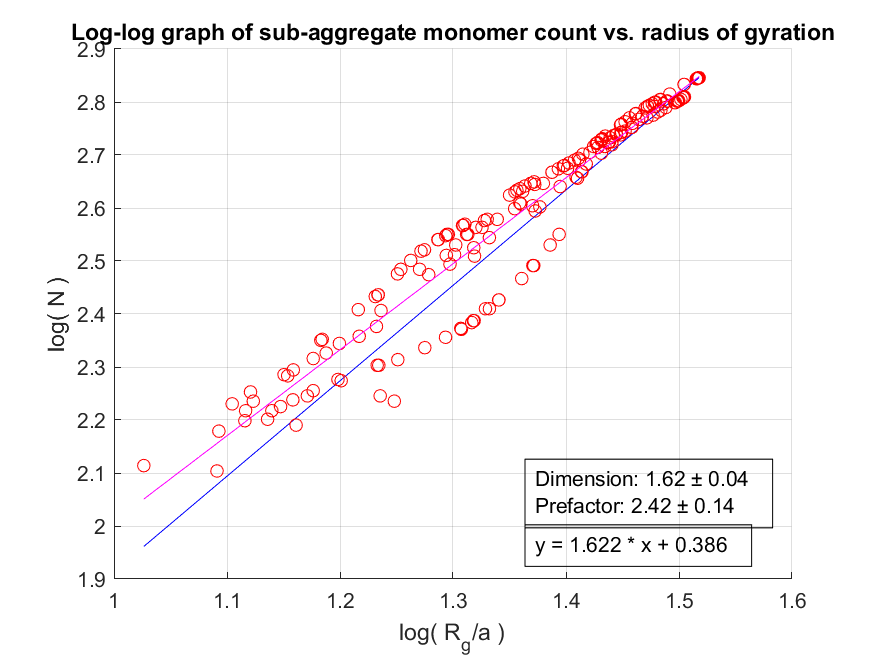 Log-log graph of sub-aggregate monomer count vs. radius of gyration
2.9
2.8
2.7
2.6
2.5
2.4
2.3
2.2
2.1
2
1.9
log( N )
Dimension: 1.62 ± 0.04
Prefactor: 2.42 ± 0.14
y = 1.622 * x + 0.386
1 1.1 1.2 1.3 1.4 1.5 1.6
log( R_g/a )